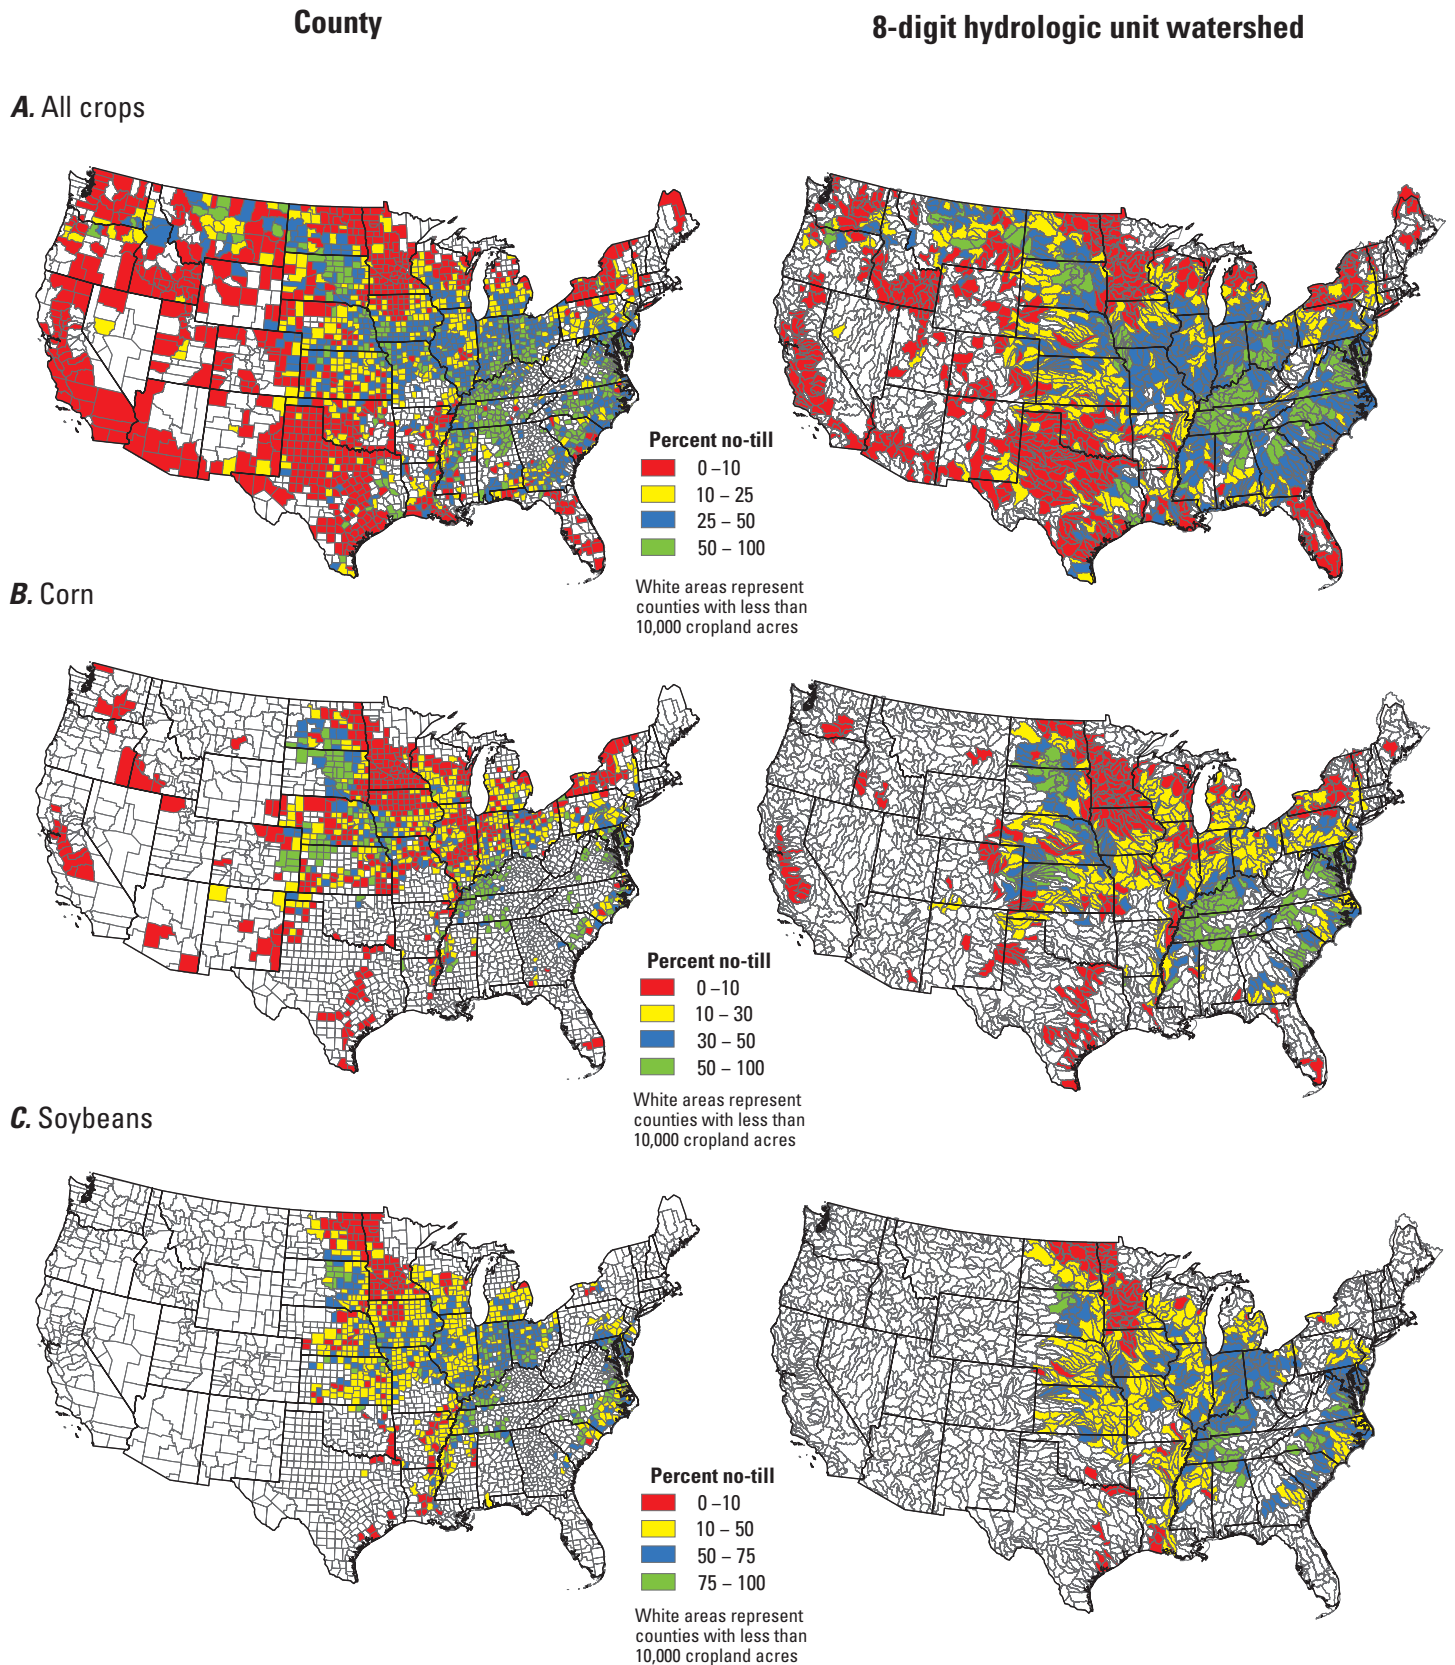 County
8-digit hydrologic unit watershed
A. All crops
Percent no-till
0 –10
10 – 25
25 – 50
50 – 100
White areas represent
counties with less than
10,000 cropland acres
B. Corn
Percent no-till
0 –10
10 – 30
30 – 50
50 – 100
White areas represent
counties with less than
10,000 cropland acres
C. Soybeans
Percent no-till
0 –10
10 – 50
50 – 75
75 – 100
White areas represent
counties with less than
10,000 cropland acres